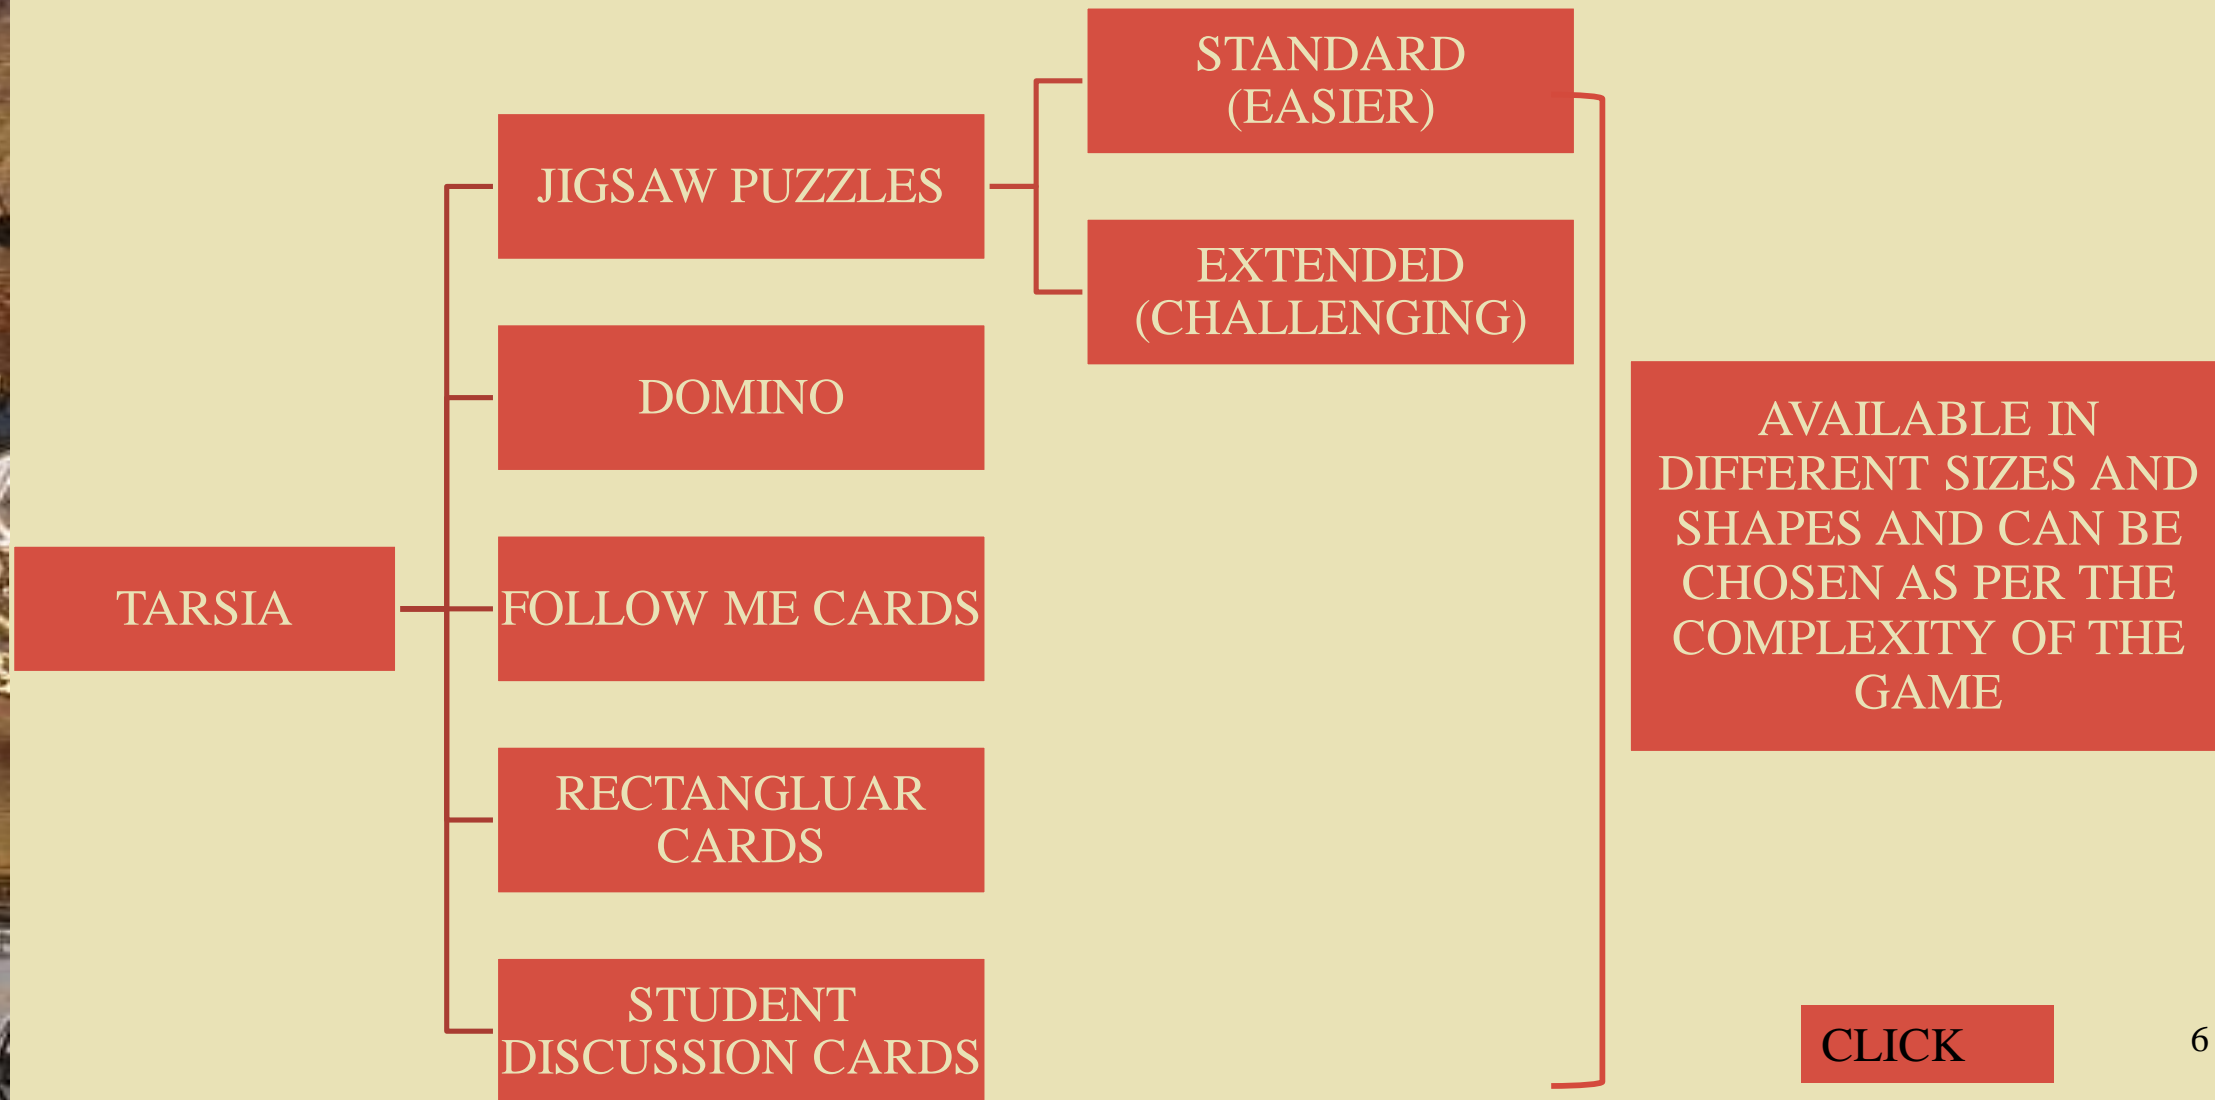 TARSIA
JIGSAW PUZZLES
STANDARD
(EASIER)
EXTENDED
(CHALLENGING)
DOMINO
FOLLOW ME CARDS
RECTANGLUAR
CARDS
STUDENT
DISCUSSION CARDS
AVAILABLE IN
DIFFERENT SIZES AND
SHAPES AND CAN BE
CHOSEN AS PER THE
COMPLEXITY OF THE
GAME
CLICK
6